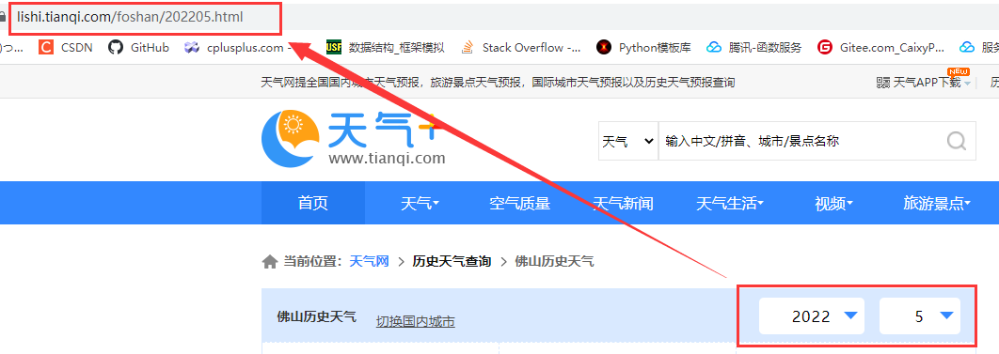 lishi.tianqi.com/foshan/202205.html
)つ... CSDN GitHub cplusplus.com - 数据结构_框架模拟 Stack Overflow -... Python模板库 腾讯-函数服务 Gitee.com_CaixyP... 服务
天气网提全国国内城市天气预报，旅游景点天气预报，国际城市天气预报以及历史天气预报查询 天气APP下载 NEW 历
天气+
www.tianqi.com
天气 输入中文/拼音、城市/景点名称
首页 天气 空气质量 天气新闻 天气生活 视频 旅游景点
当前位置： 天气网 > 历史天气查询 > 佛山历史天气
佛山历史天气 切换国内城市 2022 5